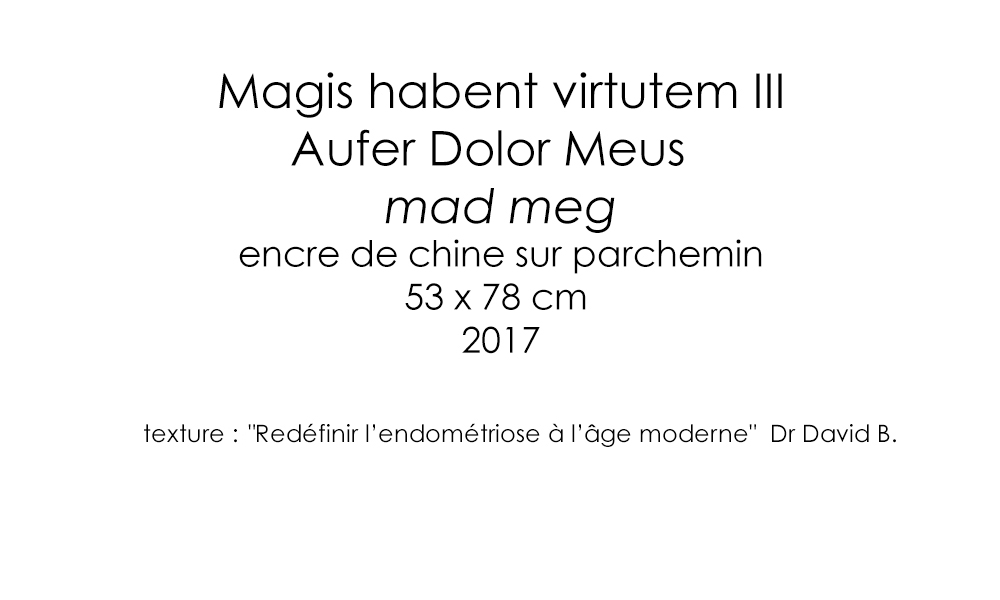 Magis habent virtutem III
Aufer Dolor Meus
mad meg
encre de chine sur parchemin
53 x 78 cm
2017
texture : "Redéfinir l’endométriose à l’âge moderne" Dr David B.